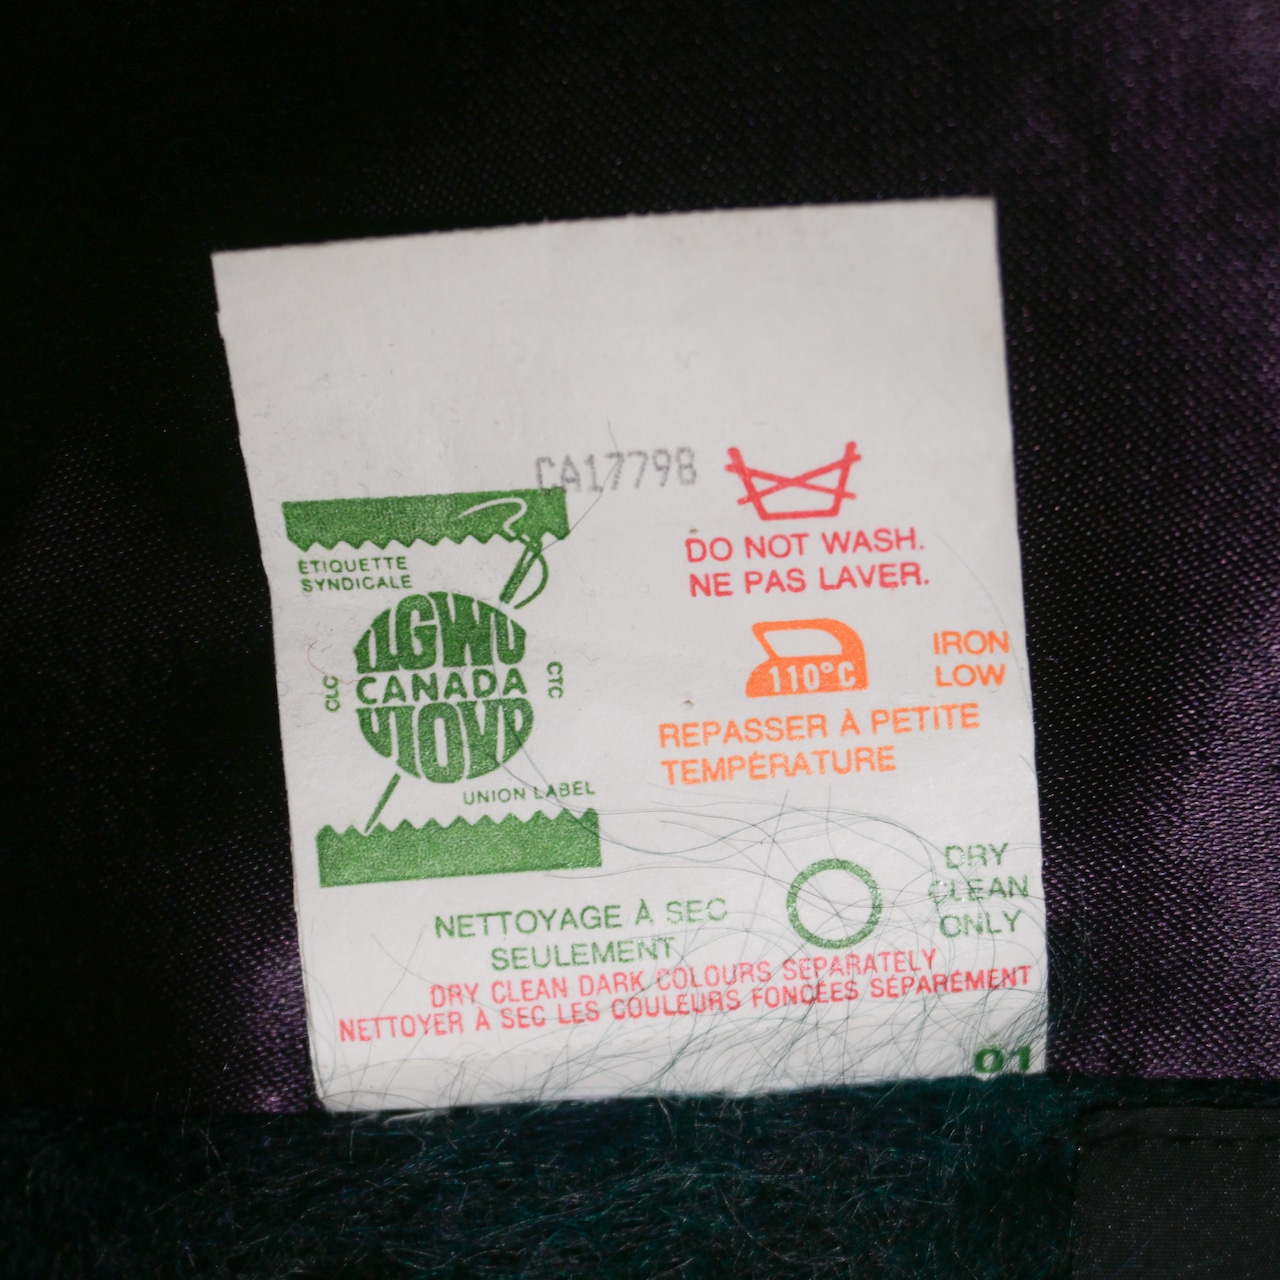 CA17798
ETIQUETTE
SYNDICALE
ILGWU
CANADA
UIOVD
CLC
CTC
UNION LABEL
DO NOT WASH.
NE PAS LAVER.
110°C
IRON
LOW
REPASSER À PETITE
TEMPÉRATURE
NETTOYAGE À SEC
SEULEMENT
DRY
CLEAN
ONLY
DRY CLEAN DARK COLOURS SEPARATELY
NETTOYER À SEC LES COULEURS FONCÉES SÉPARÉMENT
01